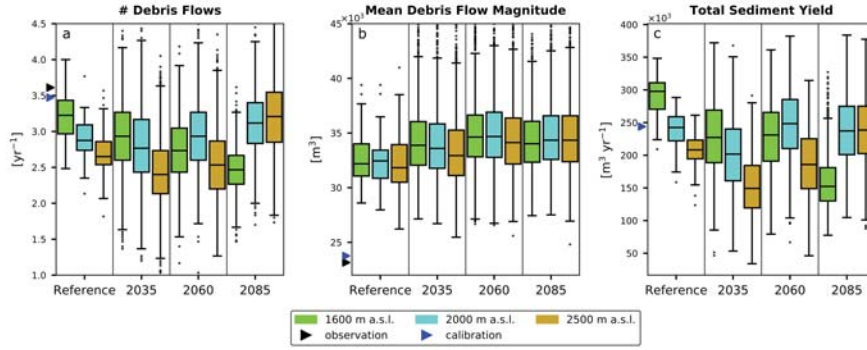 # Debris Flows
a
4.5
4.0
3.5
3.0
2.5
2.0
1.5
1.0
[yr⁻¹]
Reference 2035 2060 2085
Mean Debris Flow Magnitude
×10³
b
45
40
35
30
25
[m³]
Reference 2035 2060 2085
Total Sediment Yield
×10³
c
400
350
300
250
200
150
100
50
[m³ yr⁻¹]
Reference 2035 2060 2085
1600 m a.s.l. 2000 m a.s.l. 2500 m a.s.l.
observation calibration